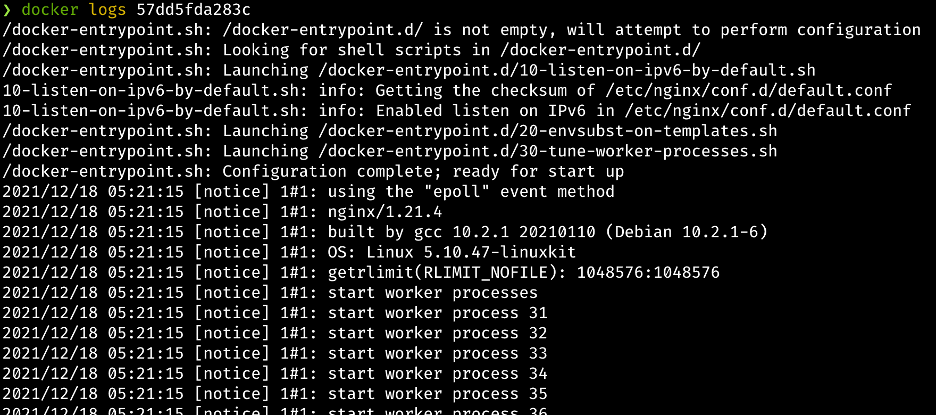 ❯ docker logs 57dd5fda283c
/docker-entrypoint.sh: /docker-entrypoint.d/ is not empty, will attempt to perform configuration
/docker-entrypoint.sh: Looking for shell scripts in /docker-entrypoint.d/
/docker-entrypoint.sh: Launching /docker-entrypoint.d/10-listen-on-ipv6-by-default.sh
10-listen-on-ipv6-by-default.sh: info: Getting the checksum of /etc/nginx/conf.d/default.conf
10-listen-on-ipv6-by-default.sh: info: Enabled listen on IPv6 in /etc/nginx/conf.d/default.conf
/docker-entrypoint.sh: Launching /docker-entrypoint.d/20-envsubst-on-templates.sh
/docker-entrypoint.sh: Launching /docker-entrypoint.d/30-tune-worker-processes.sh
/docker-entrypoint.sh: Configuration complete; ready for start up
2021/12/18 05:21:15 [notice] 1#1: using the "epoll" event method
2021/12/18 05:21:15 [notice] 1#1: nginx/1.21.4
2021/12/18 05:21:15 [notice] 1#1: built by gcc 10.2.1 20210110 (Debian 10.2.1-6)
2021/12/18 05:21:15 [notice] 1#1: OS: Linux 5.10.47-linuxkit
2021/12/18 05:21:15 [notice] 1#1: getrlimit(RLIMIT_NOFILE): 1048576:1048576
2021/12/18 05:21:15 [notice] 1#1: start worker processes
2021/12/18 05:21:15 [notice] 1#1: start worker process 31
2021/12/18 05:21:15 [notice] 1#1: start worker process 32
2021/12/18 05:21:15 [notice] 1#1: start worker process 33
2021/12/18 05:21:15 [notice] 1#1: start worker process 34
2021/12/18 05:21:15 [notice] 1#1: start worker process 35
2021/12/18 05:21:15 [notice] 1#1: start worker process 36